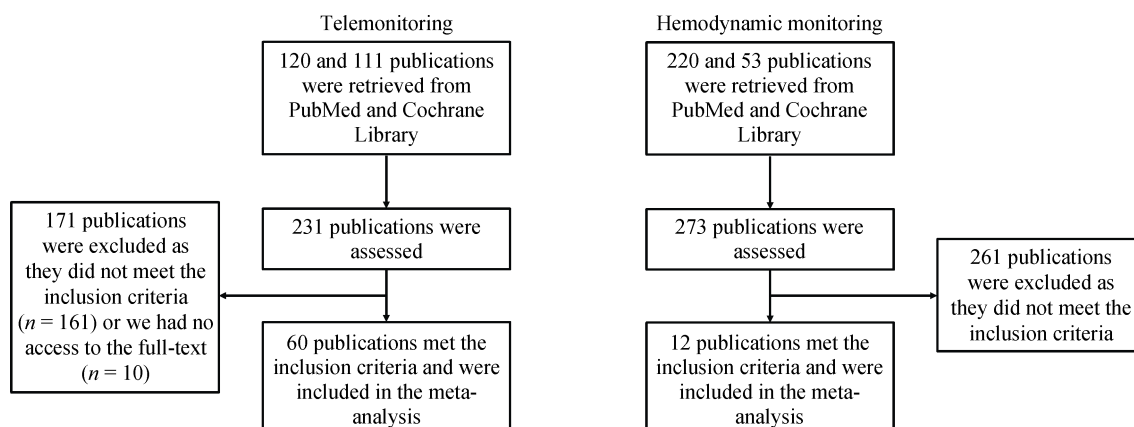 Telemonitoring
120 and 111 publications
were retrieved from
PubMed and Cochrane
Library
231 publications were
assessed
171 publications
were excluded as
they did not meet the
inclusion criteria
(n = 161) or we had no
access to the full-text
(n = 10)
60 publications met the
inclusion criteria and were
included in the meta-
analysis
Hemodynamic monitoring
220 and 53 publications
were retrieved from
PubMed and Cochrane
Library
273 publications were
assessed
261 publications
were excluded as
they did not meet the
inclusion criteria
12 publications met the
inclusion criteria and were
included in the meta-
analysis